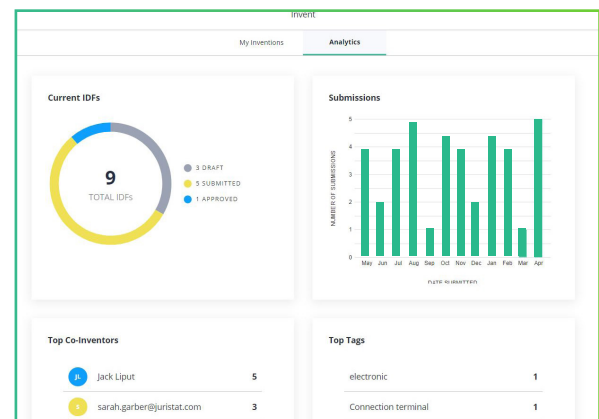 Invent
My Inventions Analytics
Current IDFs
9
TOTAL IDFs
3 DRAFT
5 SUBMITTED
1 APPROVED
Submissions
NUMBER OF SUBMISSIONS
5
4
3
2
1
0
May Jun Jul Aug Sep Oct Nov Dec Jan Feb Mar Apr
DATE SUBMITTED
Top Co-Inventors
JL Jack Liput 5
S sarah.garber@juristat.com 3
Top Tags
electronic 1
Connection terminal 1